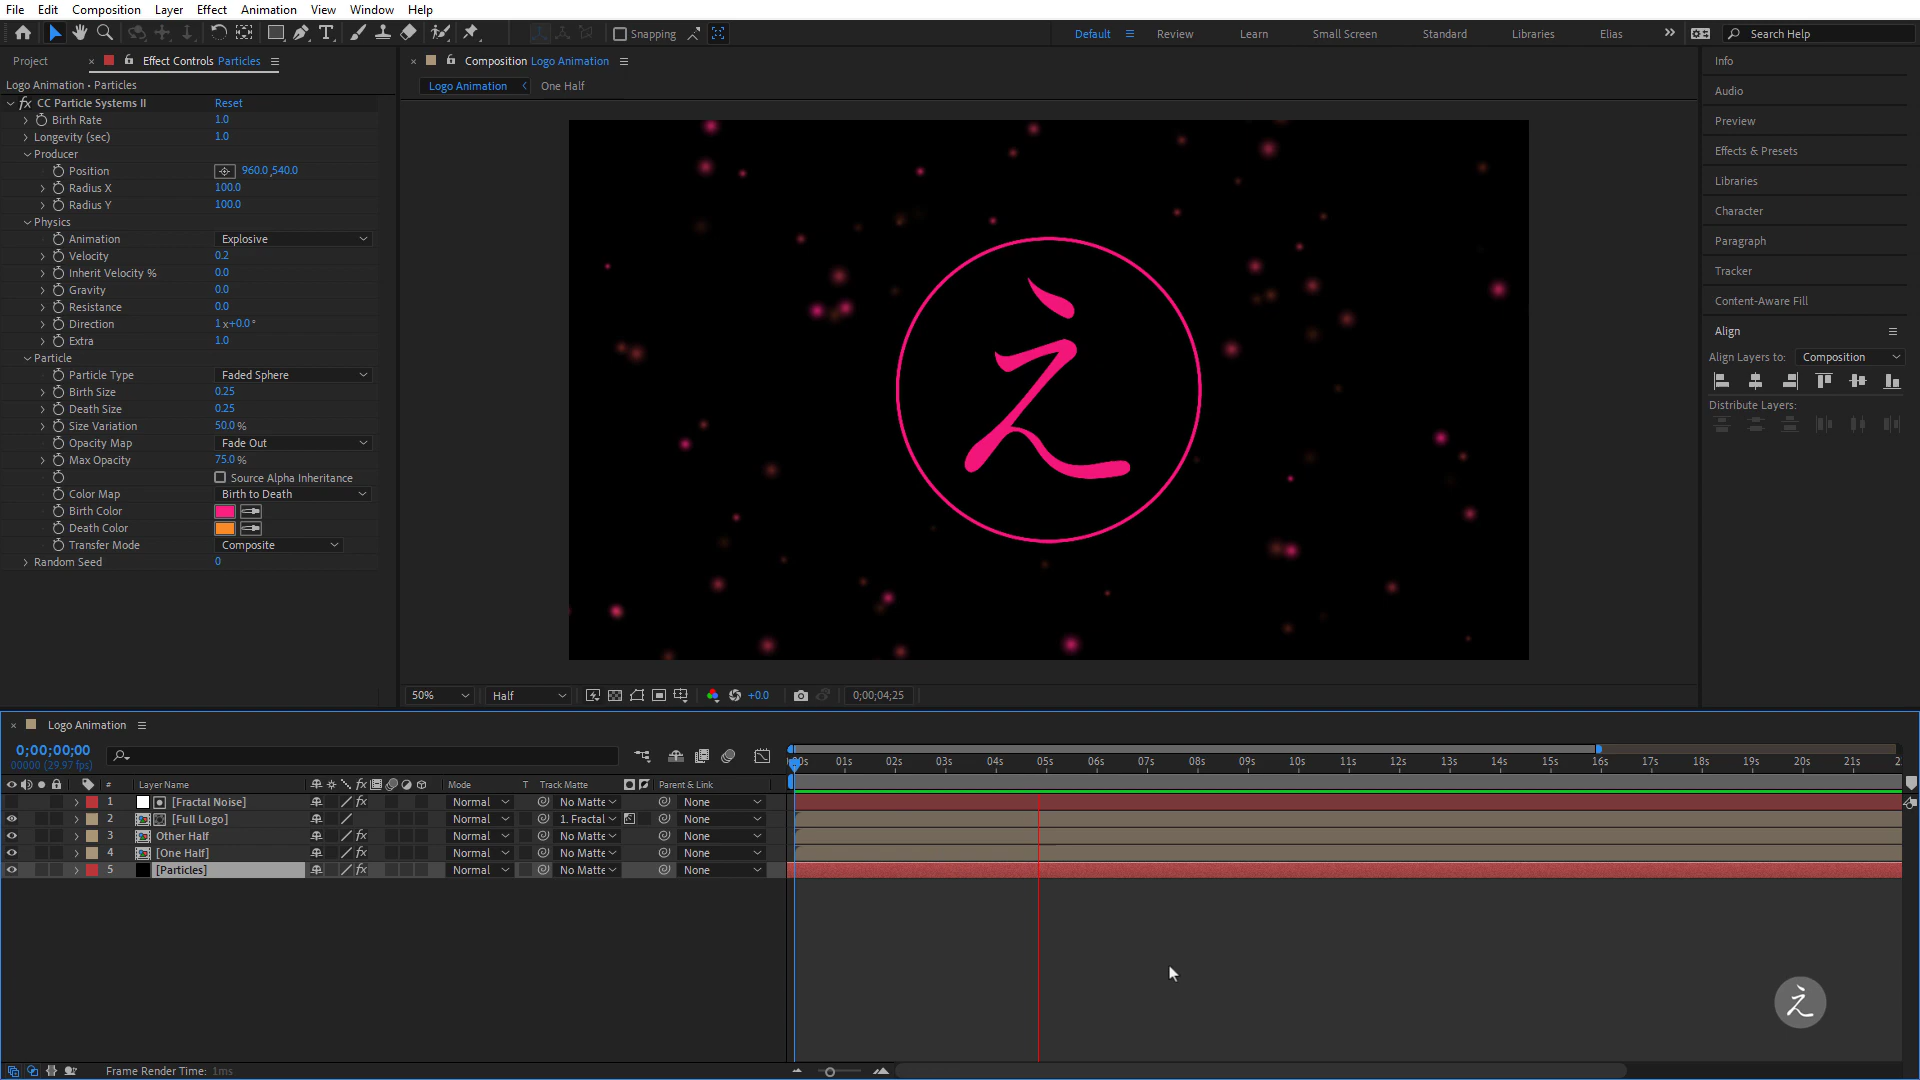 File Edit Composition Layer Effect Animation View Window Help
Snapping Default Review Learn Small Screen Standard Libraries Elias Search Help
Project Effect Controls Particles
Logo Animation • Particles
fx CC Particle Systems II Reset
Birth Rate 1.0
Longevity (sec) 1.0
Producer
Position 960.0,540.0
Radius X 100.0
Radius Y 100.0
Physics
Animation Explosive
Velocity 0.2
Inherit Velocity % 0.0
Gravity 0.0
Resistance 0.0
Direction 1x+0.0°
Extra 1.0
Particle
Particle Type Faded Sphere
Birth Size 0.25
Death Size 0.25
Size Variation 50.0 %
Opacity Map Fade Out
Max Opacity 75.0 %
Source Alpha Inheritance
Color Map Birth to Death
Birth Color
Death Color
Transfer Mode Composite
Random Seed 0
Composition Logo Animation
Logo Animation One Half
え
50% Half +0.0 0;00;04;25
Info
Audio
Preview
Effects & Presets
Libraries
Character
Paragraph
Tracker
Content-Aware Fill
Align
Align Layers to: Composition
Distribute Layers:
Logo Animation
0;00;00;00
00000 (29.97 fps)
01s 02s 03s 04s 05s 06s 07s 08s 09s 10s 11s 12s 13s 14s 15s 16s 17s 18s 19s 20s 21s 2
# Layer Name fx Mode T Track Matte Parent & Link
1 [Fractal Noise] fx Normal No Matte None
2 [Full Logo] Normal 1. Fractal None
3 Other Half fx Normal No Matte None
4 [One Half] fx Normal No Matte None
5 [Particles] fx Normal No Matte None
え
Frame Render Time: 1ms